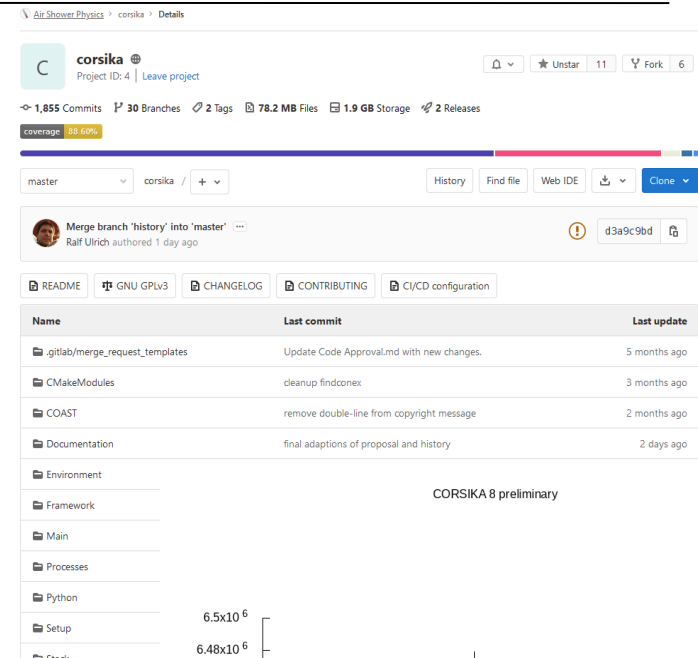 Air Shower Physics > corsika > Details
C
corsika
Project ID: 4 | Leave project
Unstar 11
Fork 6
1,855 Commits 30 Branches 2 Tags 78.2 MB Files 1.9 GB Storage 2 Releases
coverage 88.60%
master
corsika / +
History
Find file
Web IDE
Clone
Merge branch 'history' into 'master' ...
Ralf Ulrich authored 1 day ago
d3a9c9bd
README
GNU GPLv3
CHANGELOG
CONTRIBUTING
CI/CD configuration
Name Last commit Last update
.gitlab/merge_request_templates Update Code Approval.md with new changes. 5 months ago
CMakeModules cleanup findconex 3 months ago
COAST remove double-line from copyright message 2 months ago
Documentation final adaptions of proposal and history 2 days ago
Environment
CORSIKA 8 preliminary
Framework
Main
Processes
Python
6.5x10 6
Setup
6.48x10 6